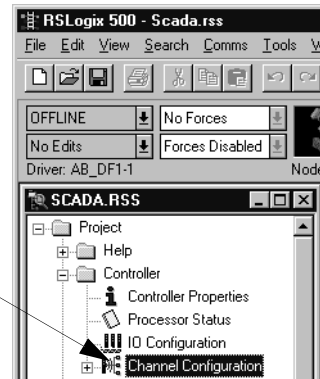 RSLogix 500 - Scada.rss
File Edit View Search Comms Tools
OFFLINE No Forces
No Edits Forces Disabled
Driver: AB_DF1-1 Node
SCADA.RSS
Project
Help
Controller
Controller Properties
Processor Status
IO Configuration
Channel Configuration